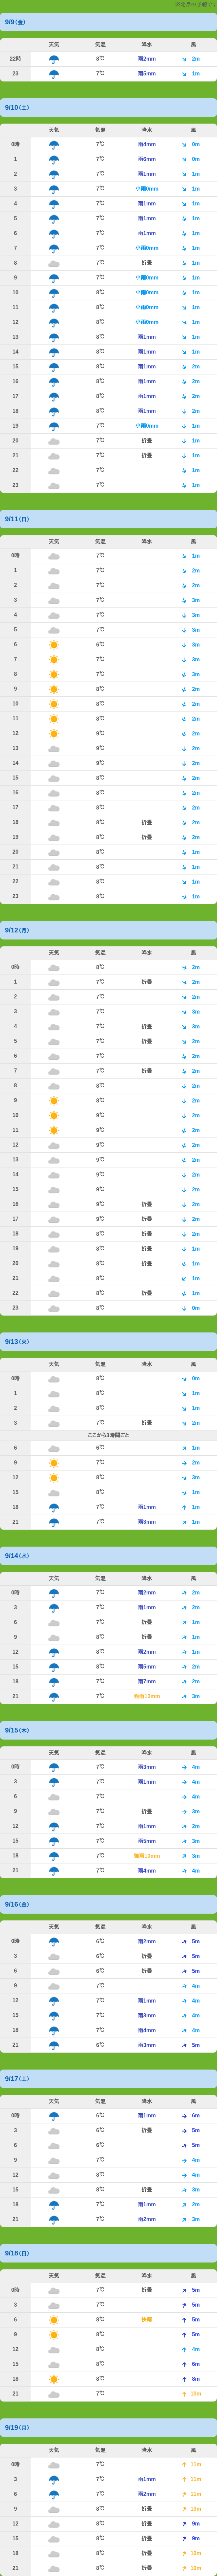 9/9(金)
天気 気温 降水 風
22時 8℃ 雨2mm 2m
23 7℃ 雨5mm 1m
9/10(土)
天気 気温 降水 風
0時 7℃ 雨4mm 0m
1 7℃ 雨6mm 0m
2 7℃ 雨1mm 1m
3 7℃ 小雨0mm 1m
4 7℃ 雨1mm 1m
5 7℃ 雨1mm 1m
6 7℃ 雨1mm 1m
7 7℃ 小雨0mm 1m
8 7℃ 折畳 1m
9 7℃ 小雨0mm 1m
10 8℃ 小雨0mm 1m
11 8℃ 小雨0mm 1m
12 8℃ 小雨0mm 1m
13 8℃ 雨1mm 1m
14 8℃ 雨1mm 1m
15 8℃ 雨1mm 2m
16 8℃ 雨1mm 2m
17 8℃ 雨1mm 2m
18 8℃ 雨1mm 2m
19 7℃ 小雨0mm 1m
20 7℃ 折畳 1m
21 7℃ 折畳 1m
22 7℃ 1m
23 7℃ 1m
9/11(日)
天気 気温 降水 風
0時 7℃ 1m
1 7℃ 2m
2 7℃ 2m
3 7℃ 3m
4 7℃ 3m
5 7℃ 3m
6 6℃ 3m
7 7℃ 3m
8 7℃ 3m
9 8℃ 2m
10 8℃ 2m
11 8℃ 2m
12 9℃ 2m
13 9℃ 2m
14 9℃ 2m
15 8℃ 2m
16 8℃ 2m
17 8℃ 2m
18 8℃ 折畳 2m
19 8℃ 折畳 2m
20 8℃ 1m
21 8℃ 1m
22 8℃ 1m
23 8℃ 1m
9/12(月)
天気 気温 降水 風
0時 8℃ 2m
1 7℃ 折畳 2m
2 7℃ 2m
3 7℃ 3m
4 7℃ 折畳 3m
5 7℃ 折畳 2m
6 7℃ 2m
7 7℃ 折畳 2m
8 8℃ 2m
9 8℃ 2m
10 9℃ 2m
11 9℃ 2m
12 9℃ 2m
13 9℃ 2m
14 9℃ 2m
15 9℃ 2m
16 9℃ 折畳 2m
17 9℃ 折畳 2m
18 8℃ 折畳 2m
19 8℃ 折畳 1m
20 8℃ 折畳 1m
21 8℃ 1m
22 8℃ 折畳 1m
23 8℃ 0m
9/13(火)
天気 気温 降水 風
0時 8℃ 0m
1 8℃ 1m
2 8℃ 1m
3 7℃ 折畳 2m
ここから3時間ごと
6 6℃ 1m
9 7℃ 2m
12 8℃ 3m
15 8℃ 1m
18 7℃ 雨1mm 1m
21 7℃ 雨3mm 1m
9/14(水)
天気 気温 降水 風
0時 7℃ 雨2mm 2m
3 7℃ 雨1mm 2m
6 7℃ 折畳 1m
9 8℃ 折畳 1m
12 8℃ 雨2mm 1m
15 8℃ 雨5mm 2m
18 7℃ 雨7mm 2m
21 7℃ 強雨10mm 3m
9/15(木)
天気 気温 降水 風
0時 7℃ 雨3mm 4m
3 7℃ 雨1mm 4m
6 7℃ 4m
9 7℃ 折畳 3m
12 7℃ 雨1mm 2m
15 7℃ 雨5mm 3m
18 7℃ 強雨10mm 3m
21 7℃ 雨4mm 4m
9/16(金)
天気 気温 降水 風
0時 6℃ 雨2mm 5m
3 6℃ 折畳 5m
6 6℃ 折畳 5m
9 7℃ 4m
12 7℃ 雨1mm 4m
15 7℃ 雨3mm 4m
18 7℃ 雨4mm 4m
21 6℃ 雨3mm 5m
9/17(土)
天気 気温 降水 風
0時 6℃ 雨1mm 6m
3 6℃ 折畳 5m
6 6℃ 5m
9 7℃ 4m
12 8℃ 4m
15 8℃ 折畳 3m
18 7℃ 雨1mm 2m
21 7℃ 雨2mm 3m
9/18(日)
天気 気温 降水 風
0時 7℃ 折畳 5m
3 7℃ 5m
6 8℃ 快晴 5m
9 8℃ 5m
12 8℃ 4m
15 8℃ 6m
18 8℃ 8m
21 7℃ 10m
9/19(月)
天気 気温 降水 風
0時 7℃ 11m
3 7℃ 雨1mm 11m
6 7℃ 雨2mm 11m
9 8℃ 折畳 10m
12 8℃ 折畳 9m
15 8℃ 折畳 9m
18 8℃ 折畳 10m
21 8℃ 折畳 10m